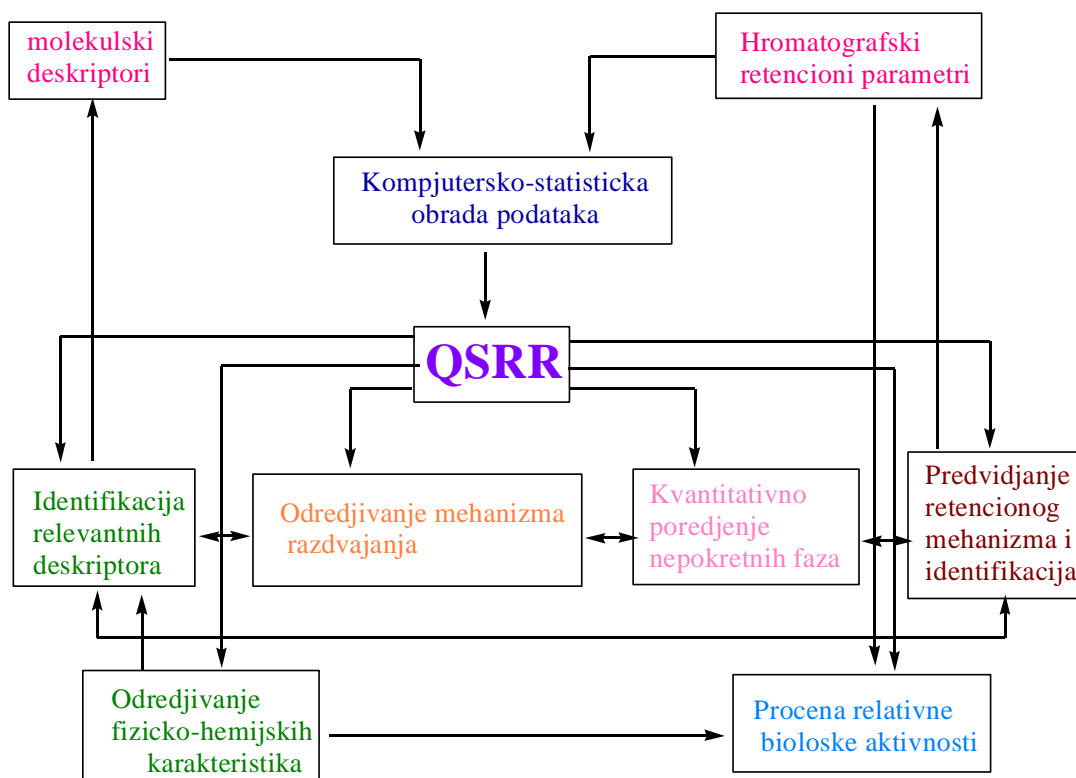 molekulski
deskriptori
Hromatografski
retencioni parametri
Kompjutersko-statisticka
obrada podataka
QSRR
Identifikacija
relevantnih
deskriptora
Odredjivanje mehanizma
razdvajanja
Kvantitativno
poredjenje
nepokretnih faza
Predvidjanje
retencionog
mehanizma i
identifikacija
Odredjivanje
fizicko-hemijskih
karakteristika
Procena relativne
bioloske aktivnosti